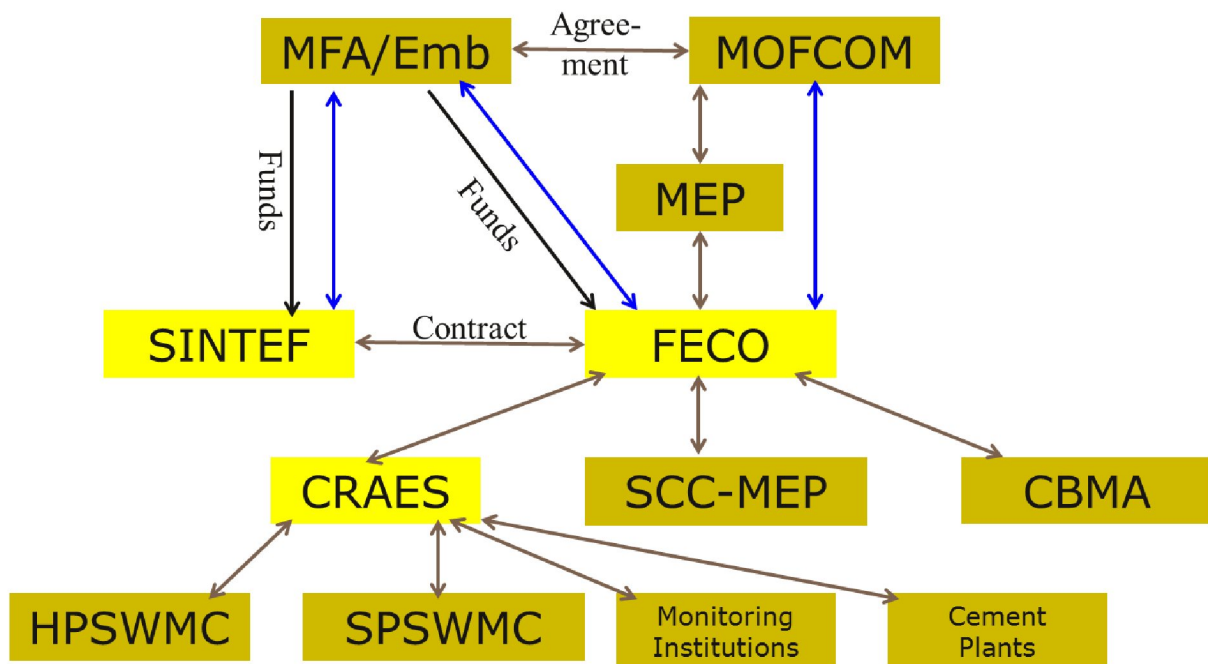 Agree-
ment
MFA/Emb
MOFCOM
Funds
Funds
MEP
SINTEF
Contract
FECO
CRAES
SCC-MEP
CBMA
HPSWMC
SPSWMC
Monitoring
Institutions
Cement
Plants